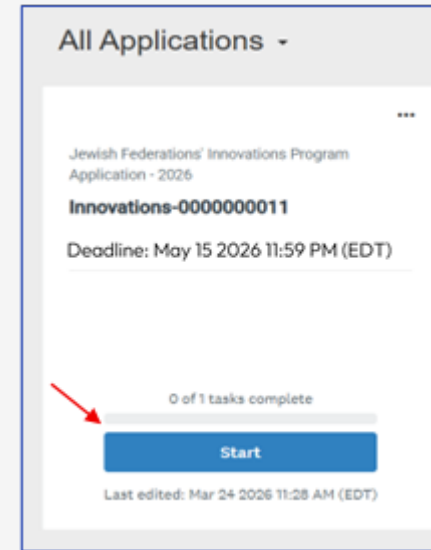 All Applications
Jewish Federations' Innovations Program
Application - 2026
Innovations-0000000011
Deadline: May 15 2026 11:59 PM (EDT)
0 of 1 tasks complete
Start
Last edited: Mar 24 2026 11:28 AM (EDT)